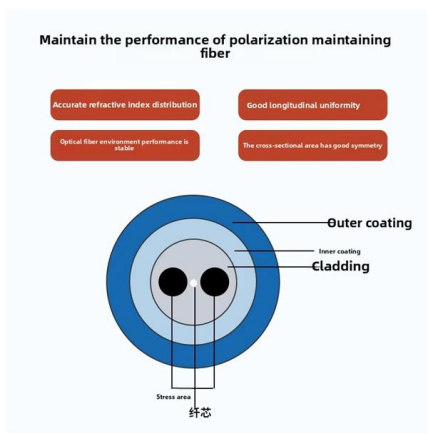 Maintain the performance of polarization maintaining
fiber
Accurate refractive index distribution
Good longitudinal uniformity
Optical fiber environment performance is
stable
The cross-sectional area has good symmetry
Outer coating
Inner coating
Cladding
Stress area
纤芯